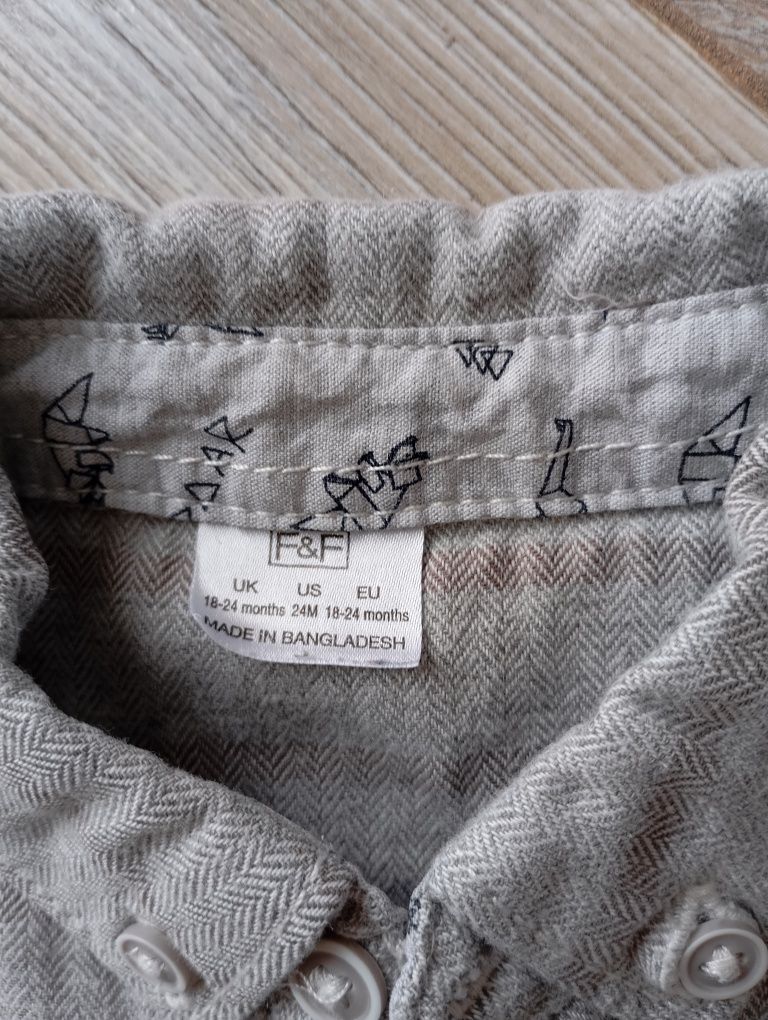 F&F
UK US EU
18-24 months 24M 18-24 months
MADE IN BANGLADESH